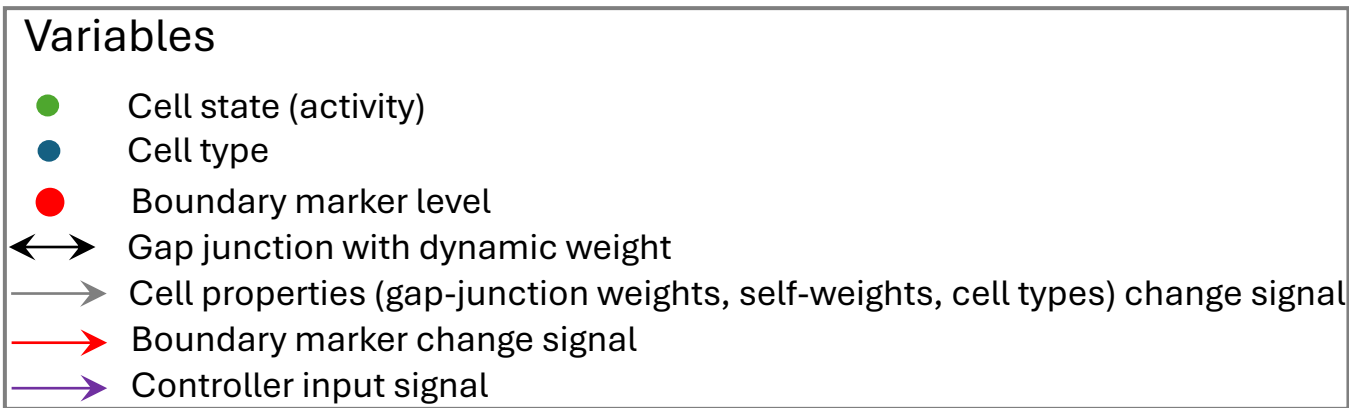 Variables
Cell state (activity)
Cell type
Boundary marker level
Gap junction with dynamic weight
Cell properties (gap-junction weights, self-weights, cell types) change signal
Boundary marker change signal
Controller input signal